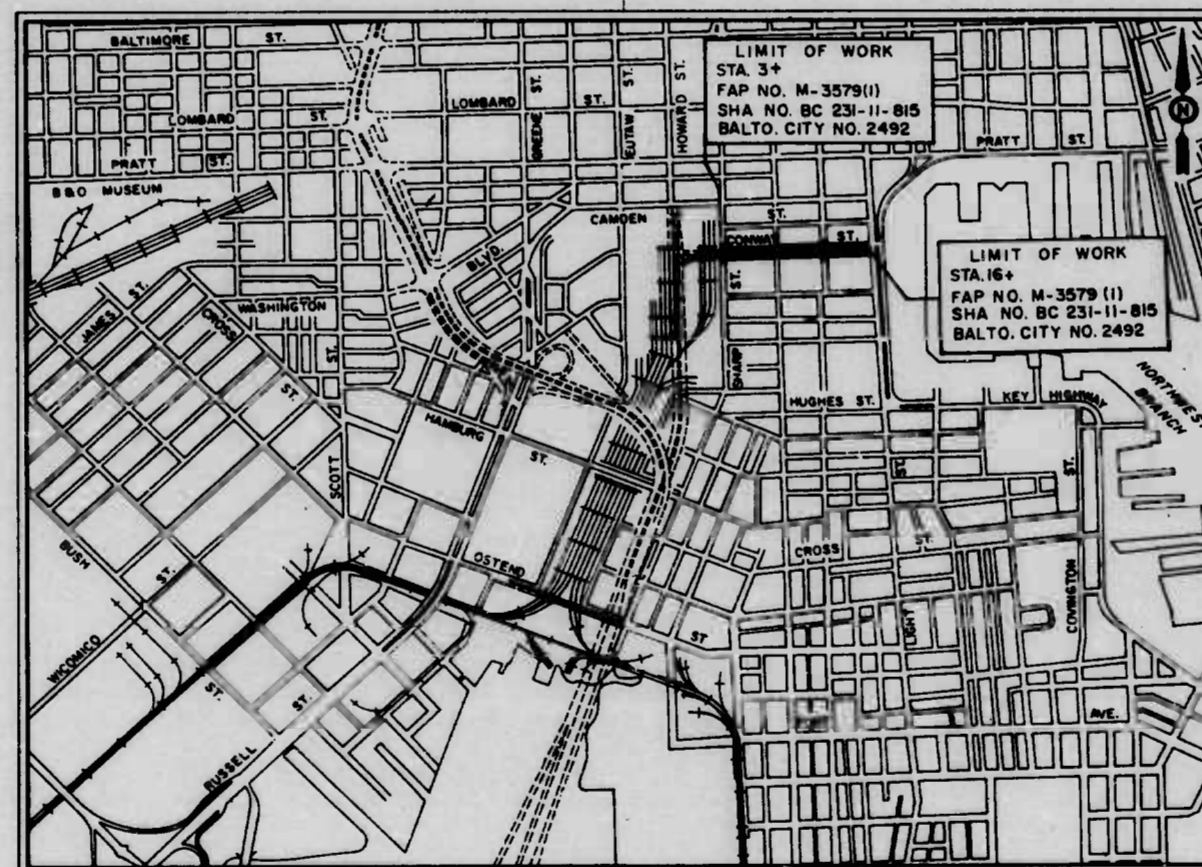 BALTIMORE ST.
LIMIT OF WORK
STA. 3+
FAP NO. M-3579(1)
SHA NO. BC 231-11-815
BALTO. CITY NO. 2492
N
LOMBARD ST.
GREENE ST.
EUTAW ST.
HOWARD ST.
LOMBARD ST.
PRATT ST.
PRATT ST.
B & O MUSEUM
CAMDEN ST.
ST.
BLVD.
LIMIT OF WORK
STA. 16+
FAP NO. M-3579 (1)
SHA NO. BC 231-11-815
BALTO. CITY NO. 2492
JAMES ST.
CROSS ST.
WASHINGTON
SHARP ST.
NORTHWEST
BRANCH
HUGHES ST.
KEY HIGHWAY
HAMBURG ST.
SCOTT ST.
BUSH ST.
OSTEND ST
CROSS ST.
LIGHT ST.
COVINGTON ST.
WICOMICO ST.
RUSSELL ST.
AVE.